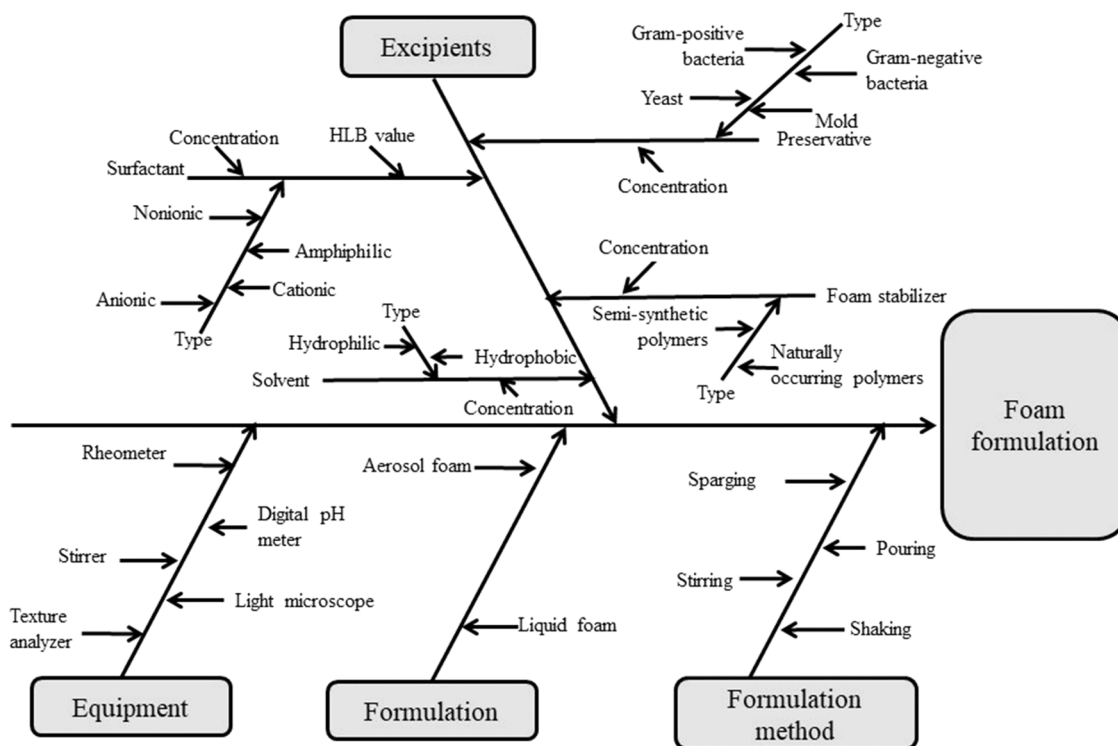 Excipients
Type
Gram-positive
bacteria
Gram-negative
bacteria
Yeast
Mold
Preservative
Concentration
Concentration
HLB value
Surfactant
Nonionic
Amphiphilic
Cationic
Anionic
Type
Concentration
Foam stabilizer
Semi-synthetic
polymers
Naturally
occurring polymers
Type
Type
Hydrophilic
Hydrophobic
Solvent
Concentration
Foam
formulation
Rheometer
Digital pH
meter
Stirrer
Light microscope
Texture
analyzer
Equipment
Aerosol foam
Liquid foam
Formulation
Sparging
Pouring
Stirring
Shaking
Formulation
method